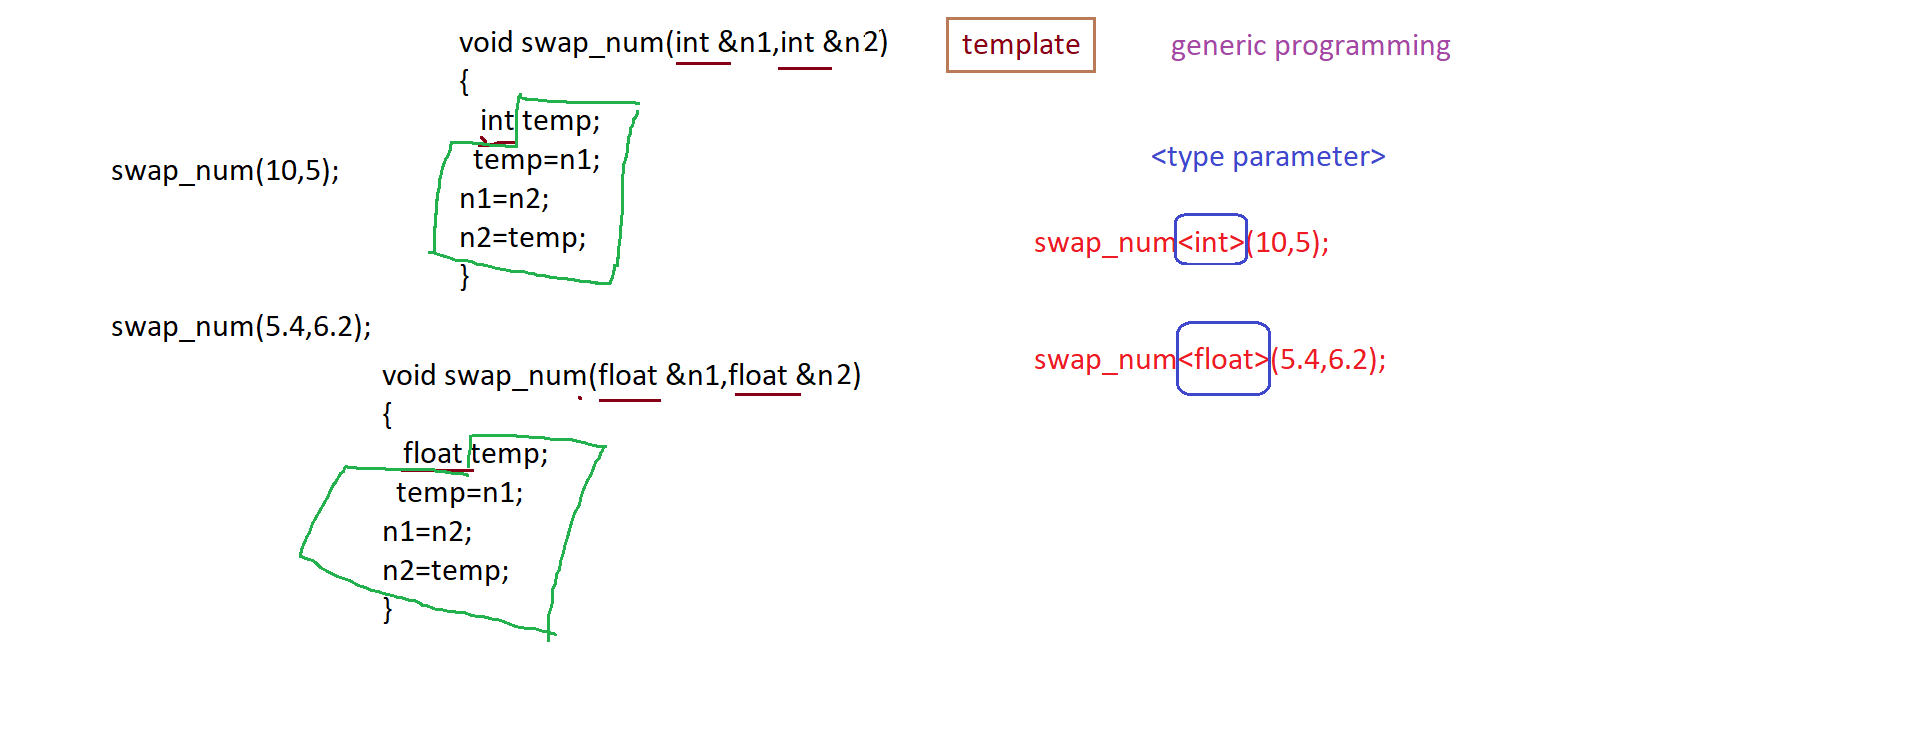 void swap_num(int &n1,int &n2)
{
int temp;
temp=n1;
n1=n2;
n2=temp;
}
swap_num(10,5);
swap_num(5.4,6.2);
void swap_num(float &n1,float &n2)
{
float temp;
temp=n1;
n1=n2;
n2=temp;
}
template
generic programming
<type parameter>
swap_num<int>(10,5);
swap_num<float>(5.4,6.2);